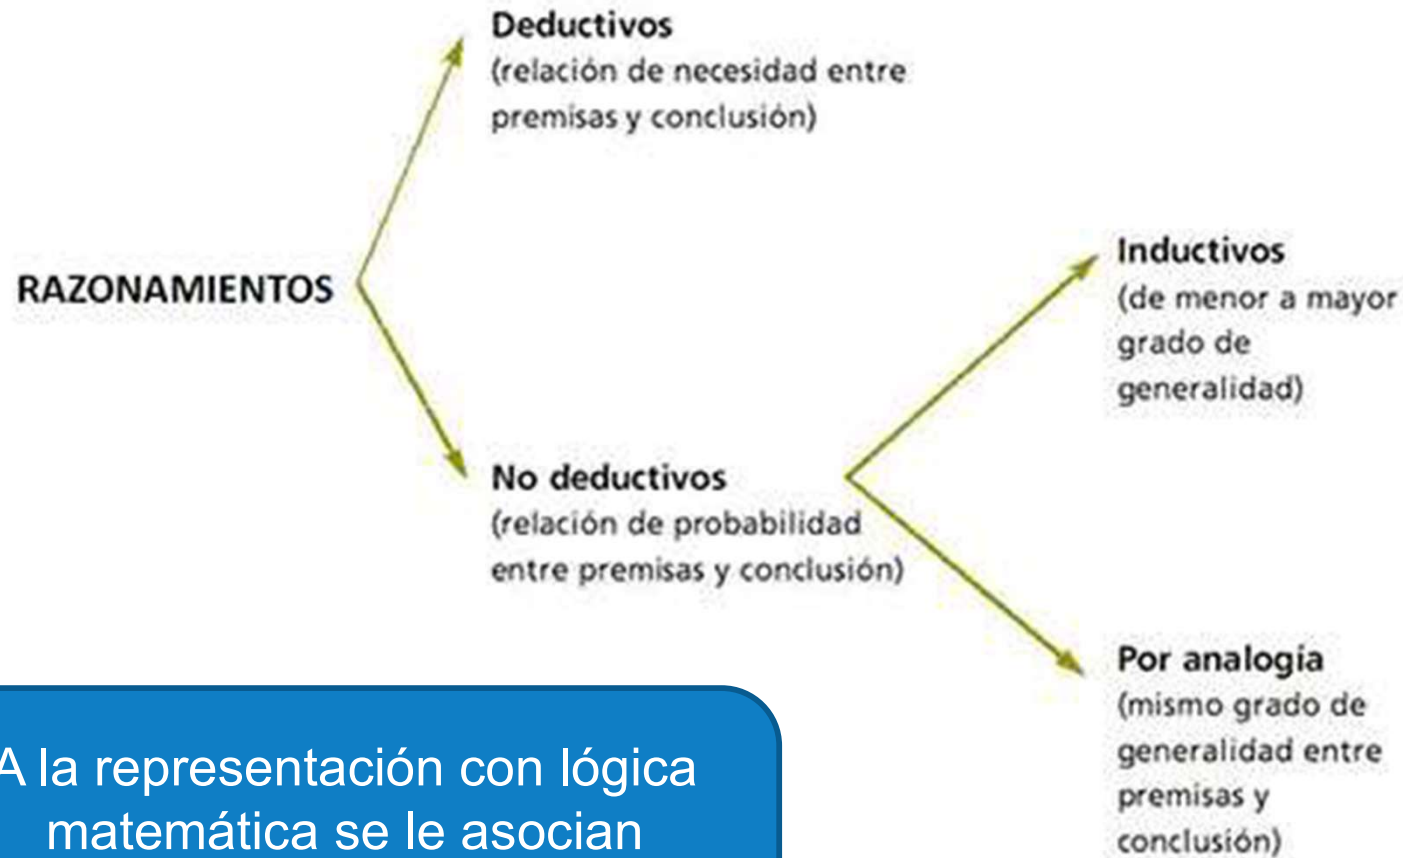 Deductivos
(relación de necesidad entre
premisas y conclusión)
RAZONAMIENTOS
Inductivos
(de menor a mayor
grado de
generalidad)
No deductivos
(relación de probabilidad
entre premisas y conclusión)
Por analogía
(mismo grado de
generalidad entre
premisas y
conclusión)
A la representación con lógica
matemática se le asocian